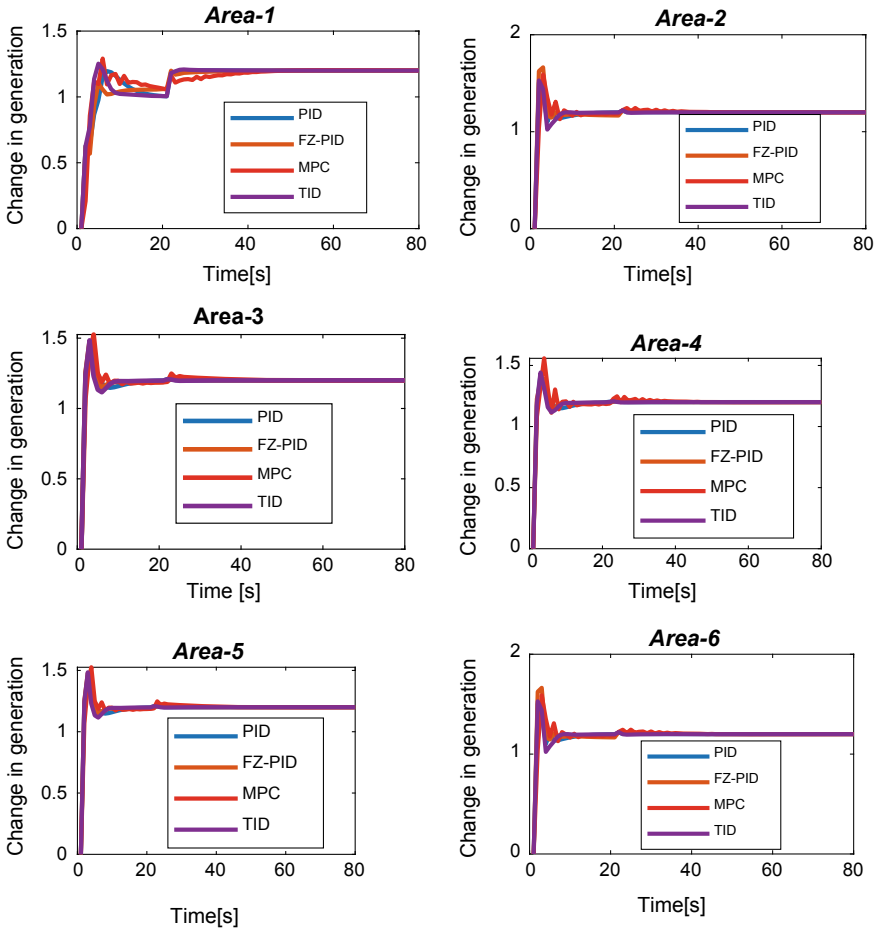 Area-1
1.5
1
0.5
0
Change in generation
PID
FZ-PID
MPC
TID
0 20 40 60 80
Time[s]
Area-2
2
1
0
Change in generation
PID
FZ-PID
MPC
TID
0 20 40 60 80
Time[s]
Area-3
1.5
1
0.5
0
Change in generation
PID
FZ-PID
MPC
TID
0 20 40 60 80
Time [s]
Area-4
1.5
1
0.5
0
Change in generation
PID
FZ-PID
MPC
TID
0 20 40 60 80
Time[s]
Area-5
1.5
1
0.5
0
Change in generation
PID
FZ-PID
MPC
TID
0 20 40 60 80
Time[s]
Area-6
2
1
0
Change in generation
PID
FZ-PID
MPC
TID
0 20 40 60 80
Time[s]